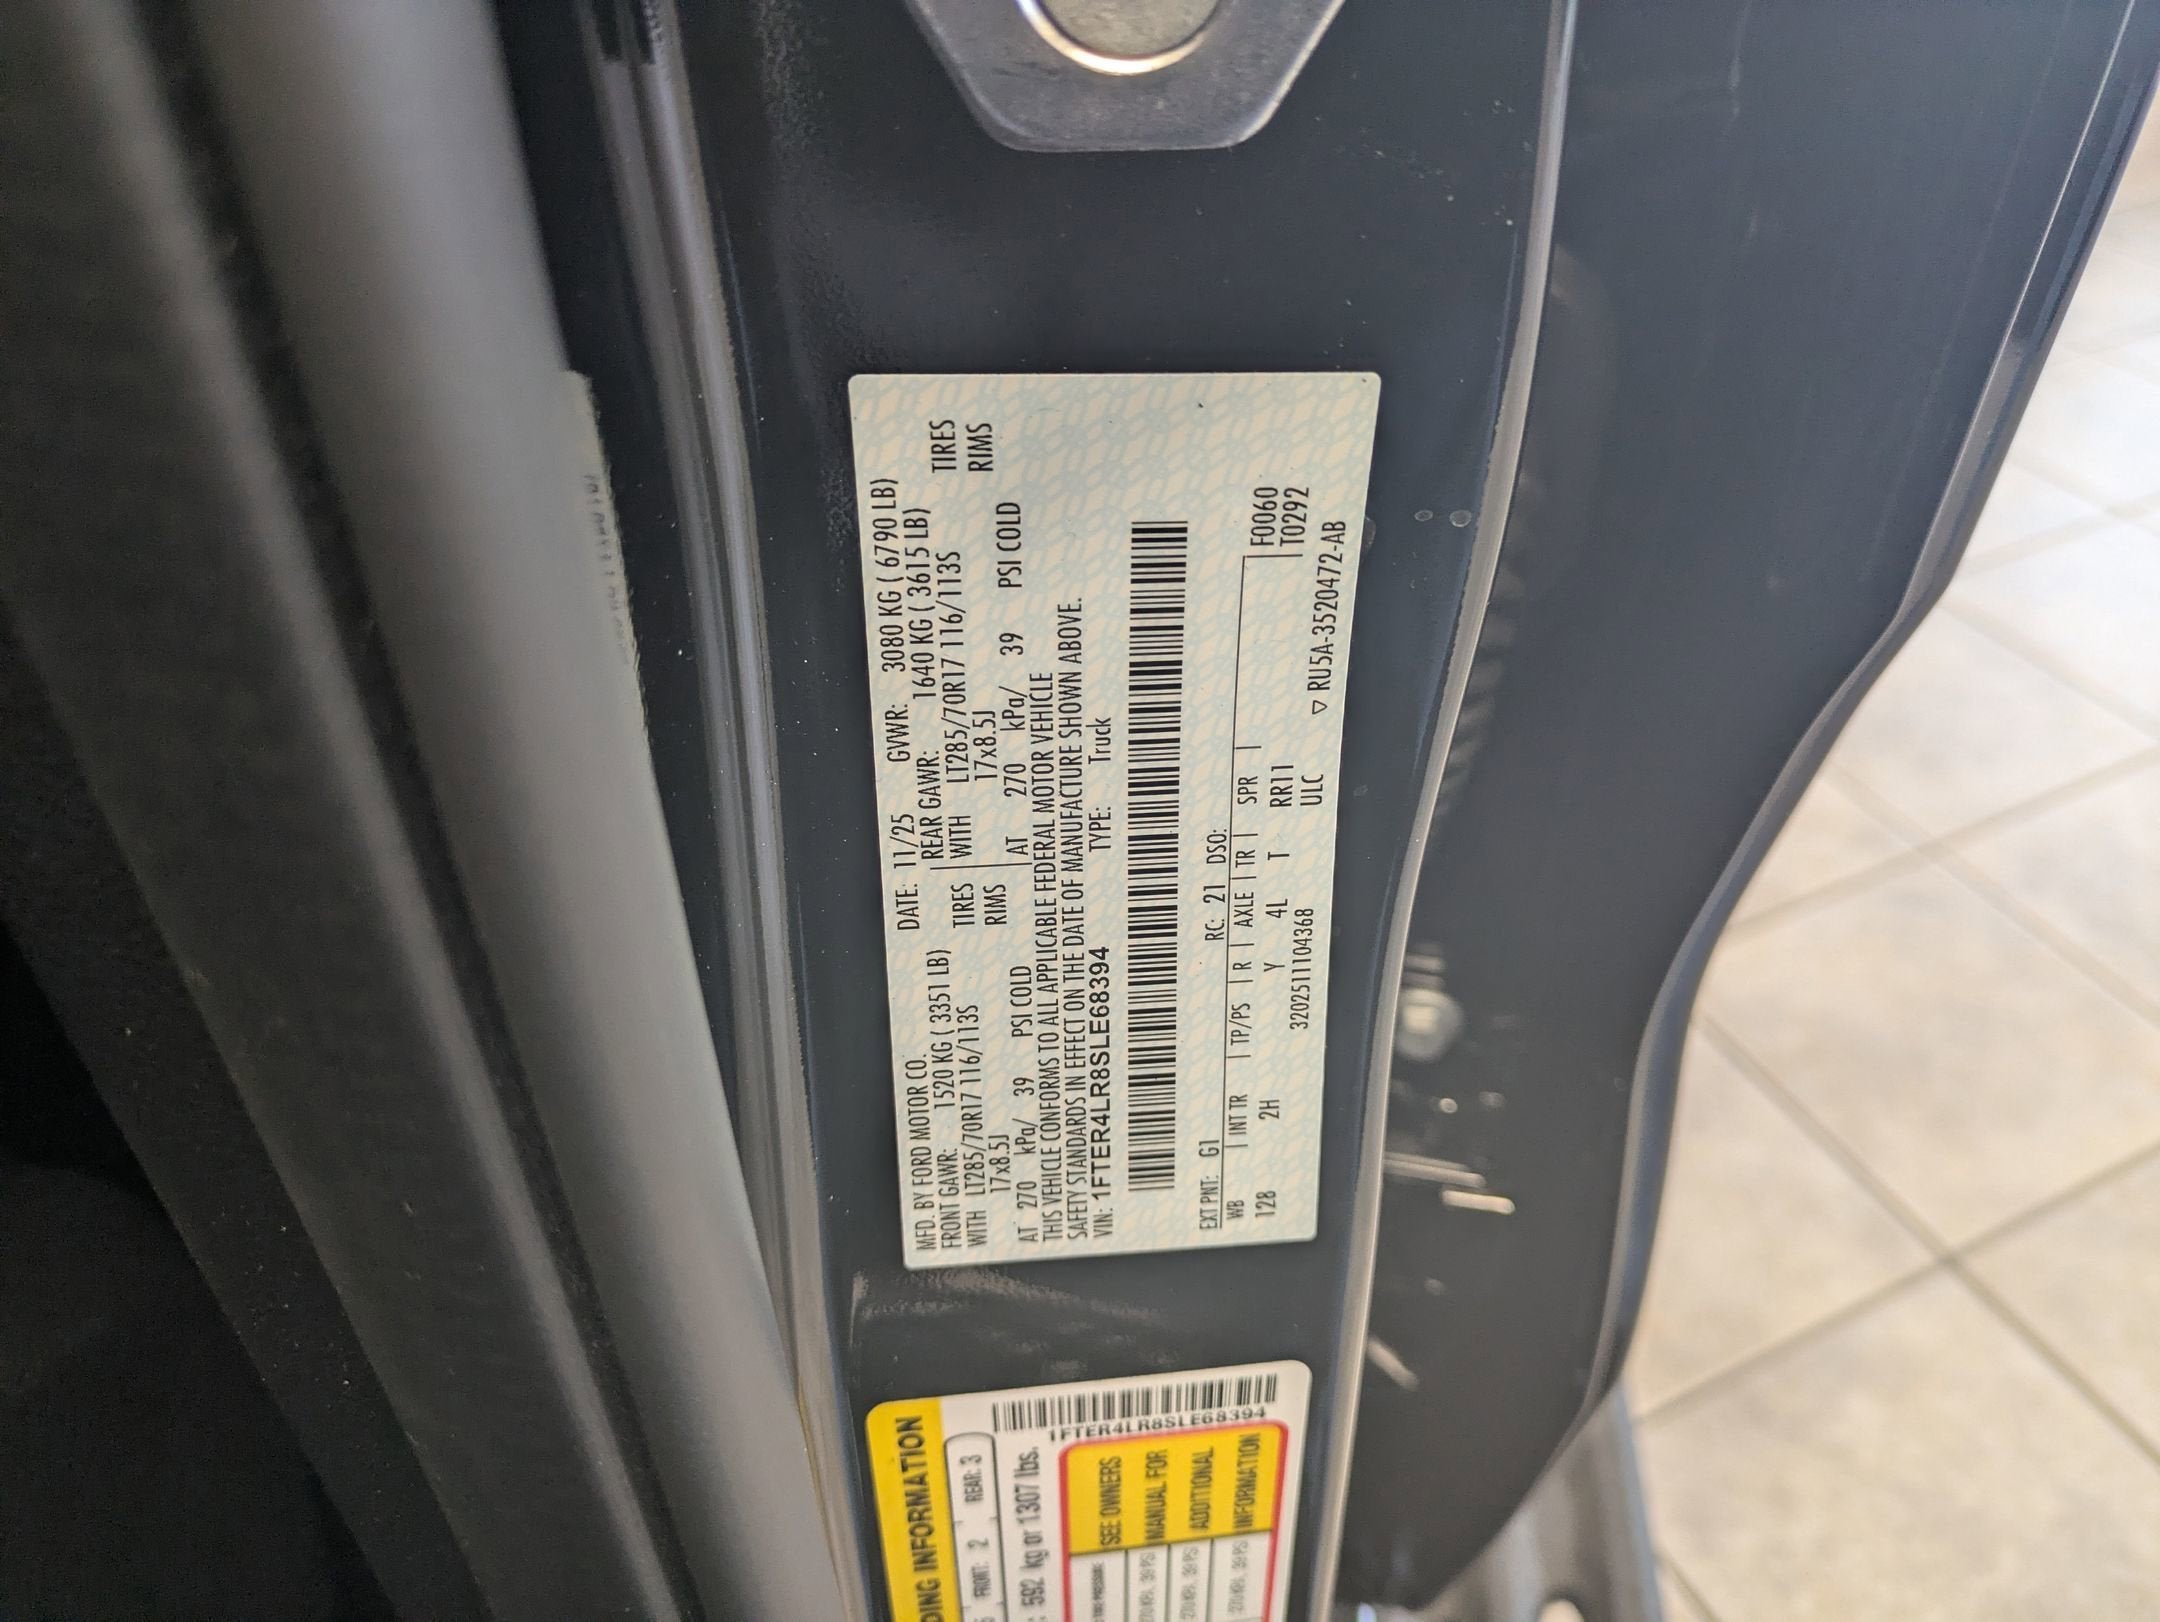 MFD. BY FORD MOTOR CO. DATE: 11/25 GVWR: 3080 KG ( 6790 LB)
FRONT GAWR: 1520 KG ( 3351 LB) REAR GAWR: 1640 KG ( 3615 LB)
WITH LT285/70R17 116/113S TIRES WITH LT285/70R17 116/113S TIRES
17x8.5J RIMS 17x8.5J RIMS
AT 270 kPa/ 39 PSI COLD AT 270 kPa/ 39 PSI COLD
THIS VEHICLE CONFORMS TO ALL APPLICABLE FEDERAL MOTOR VEHICLE
SAFETY STANDARDS IN EFFECT ON THE DATE OF MANUFACTURE SHOWN ABOVE.
VIN: 1FTER4LR8SLE68394 TYPE: Truck
EXT PNT: G1 RC: 21 DSO:
WB INT TR TP/PS R AXLE TR SPR F0060
128 2H Y 4L T RR11 T0292
320251104368 ULC ▽ RU5A-3520472-AB
DING INFORMATION
FRONT: 2 REAR: 3
592 kg or 1307 lbs.
1FTER4LR8SLE68394
SEE OWNERS
MANUAL FOR
ADDITIONAL
INFORMATION